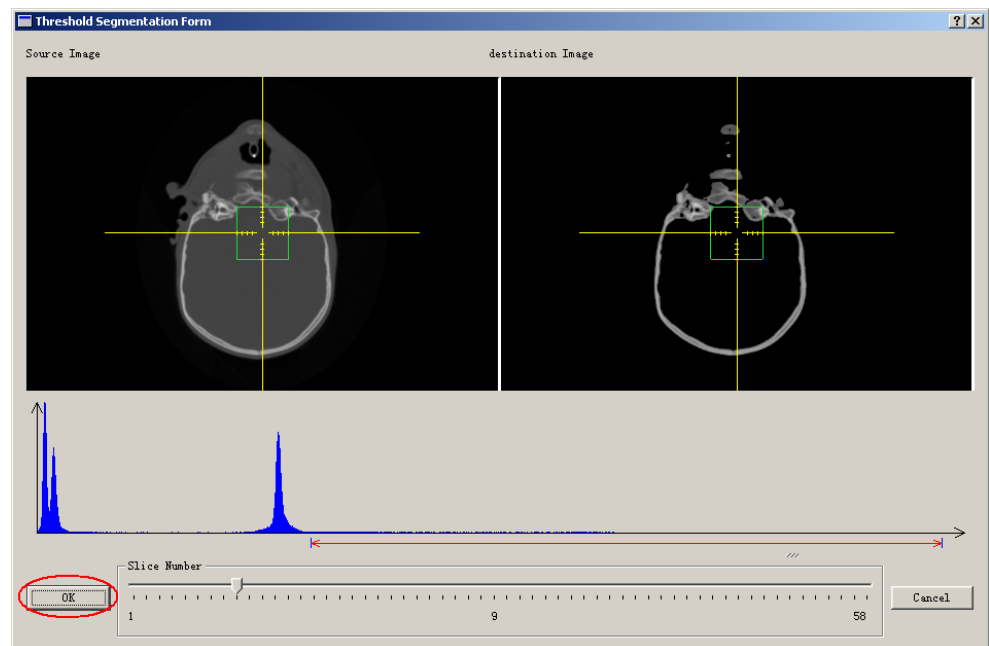 Threshold Segmentation Form
Source Image
destination Image
Slice Number
OK
1
9
58
Cancel